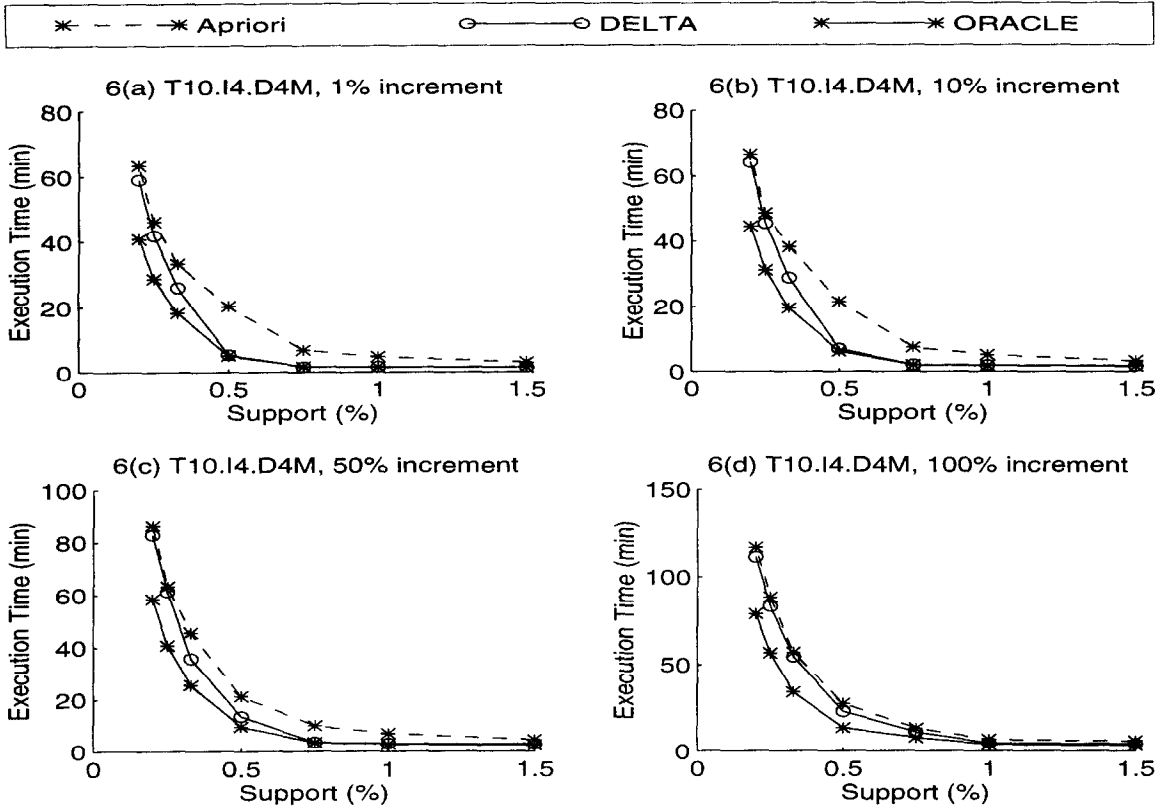 Apriori DELTA ORACLE
6(a) T10.I4.D4M, 1% increment
80
60
40
20
0
0 0.5 1 1.5
Execution Time (min)
Support (%)
6(b) T10.I4.D4M, 10% increment
80
60
40
20
0
0 0.5 1 1.5
Execution Time (min)
Support (%)
6(c) T10.I4.D4M, 50% increment
100
80
60
40
20
0
0 0.5 1 1.5
Execution Time (min)
Support (%)
6(d) T10.I4.D4M, 100% increment
150
100
50
0
0 0.5 1 1.5
Execution Time (min)
Support (%)